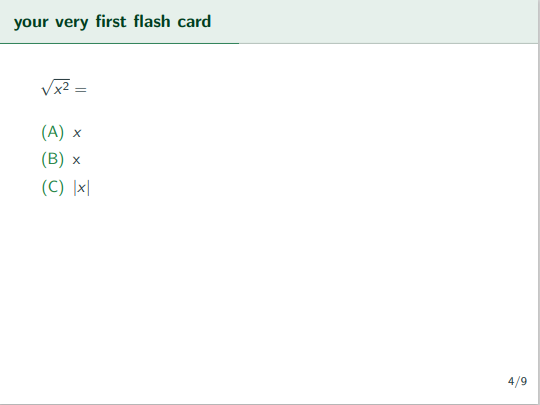 your very first flash card
√x² =
(A) x
(B) x
(C) |x|
4/9